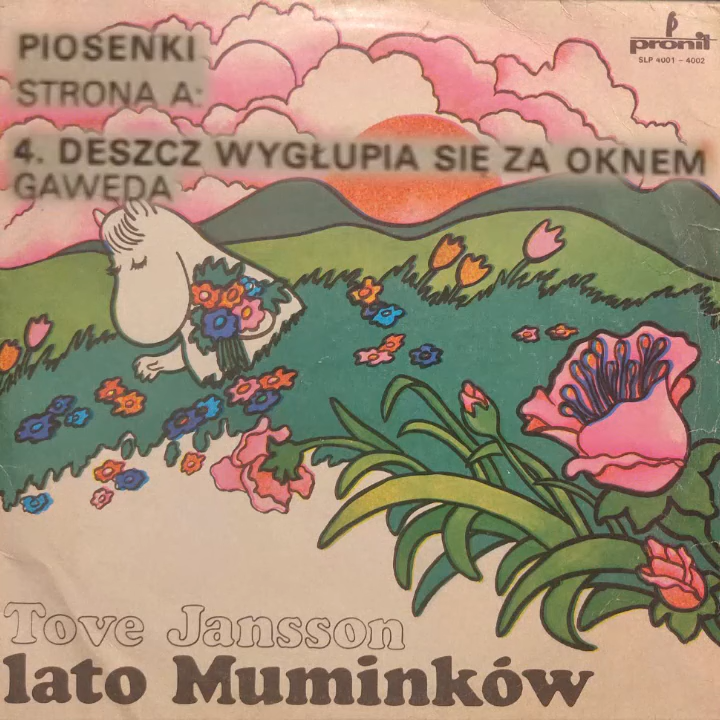 PIOSENKI
STRONA A:
4. DESZCZ WYGŁUPIA SIĘ ZA OKNEM
GAWĘDA
pronit
SLP 4001 - 4002
Tove Jansson
lato Muminków